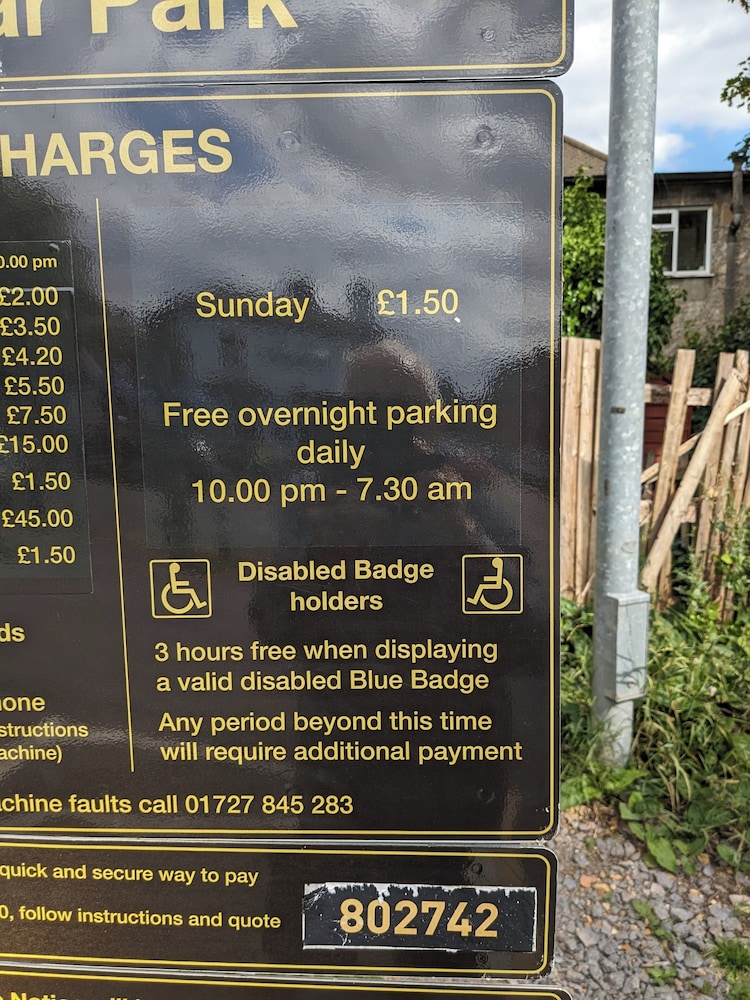 ar Park
HARGES
0.00 pm
£2.00
£3.50
£4.20
£5.50
£7.50
£15.00
£1.50
£45.00
£1.50
ds
one
structions
achine)
Sunday £1.50
Free overnight parking
daily
10.00 pm - 7.30 am
Disabled Badge
holders
3 hours free when displaying
a valid disabled Blue Badge
Any period beyond this time
will require additional payment
achine faults call 01727 845 283
quick and secure way to pay
0, follow instructions and quote
802742